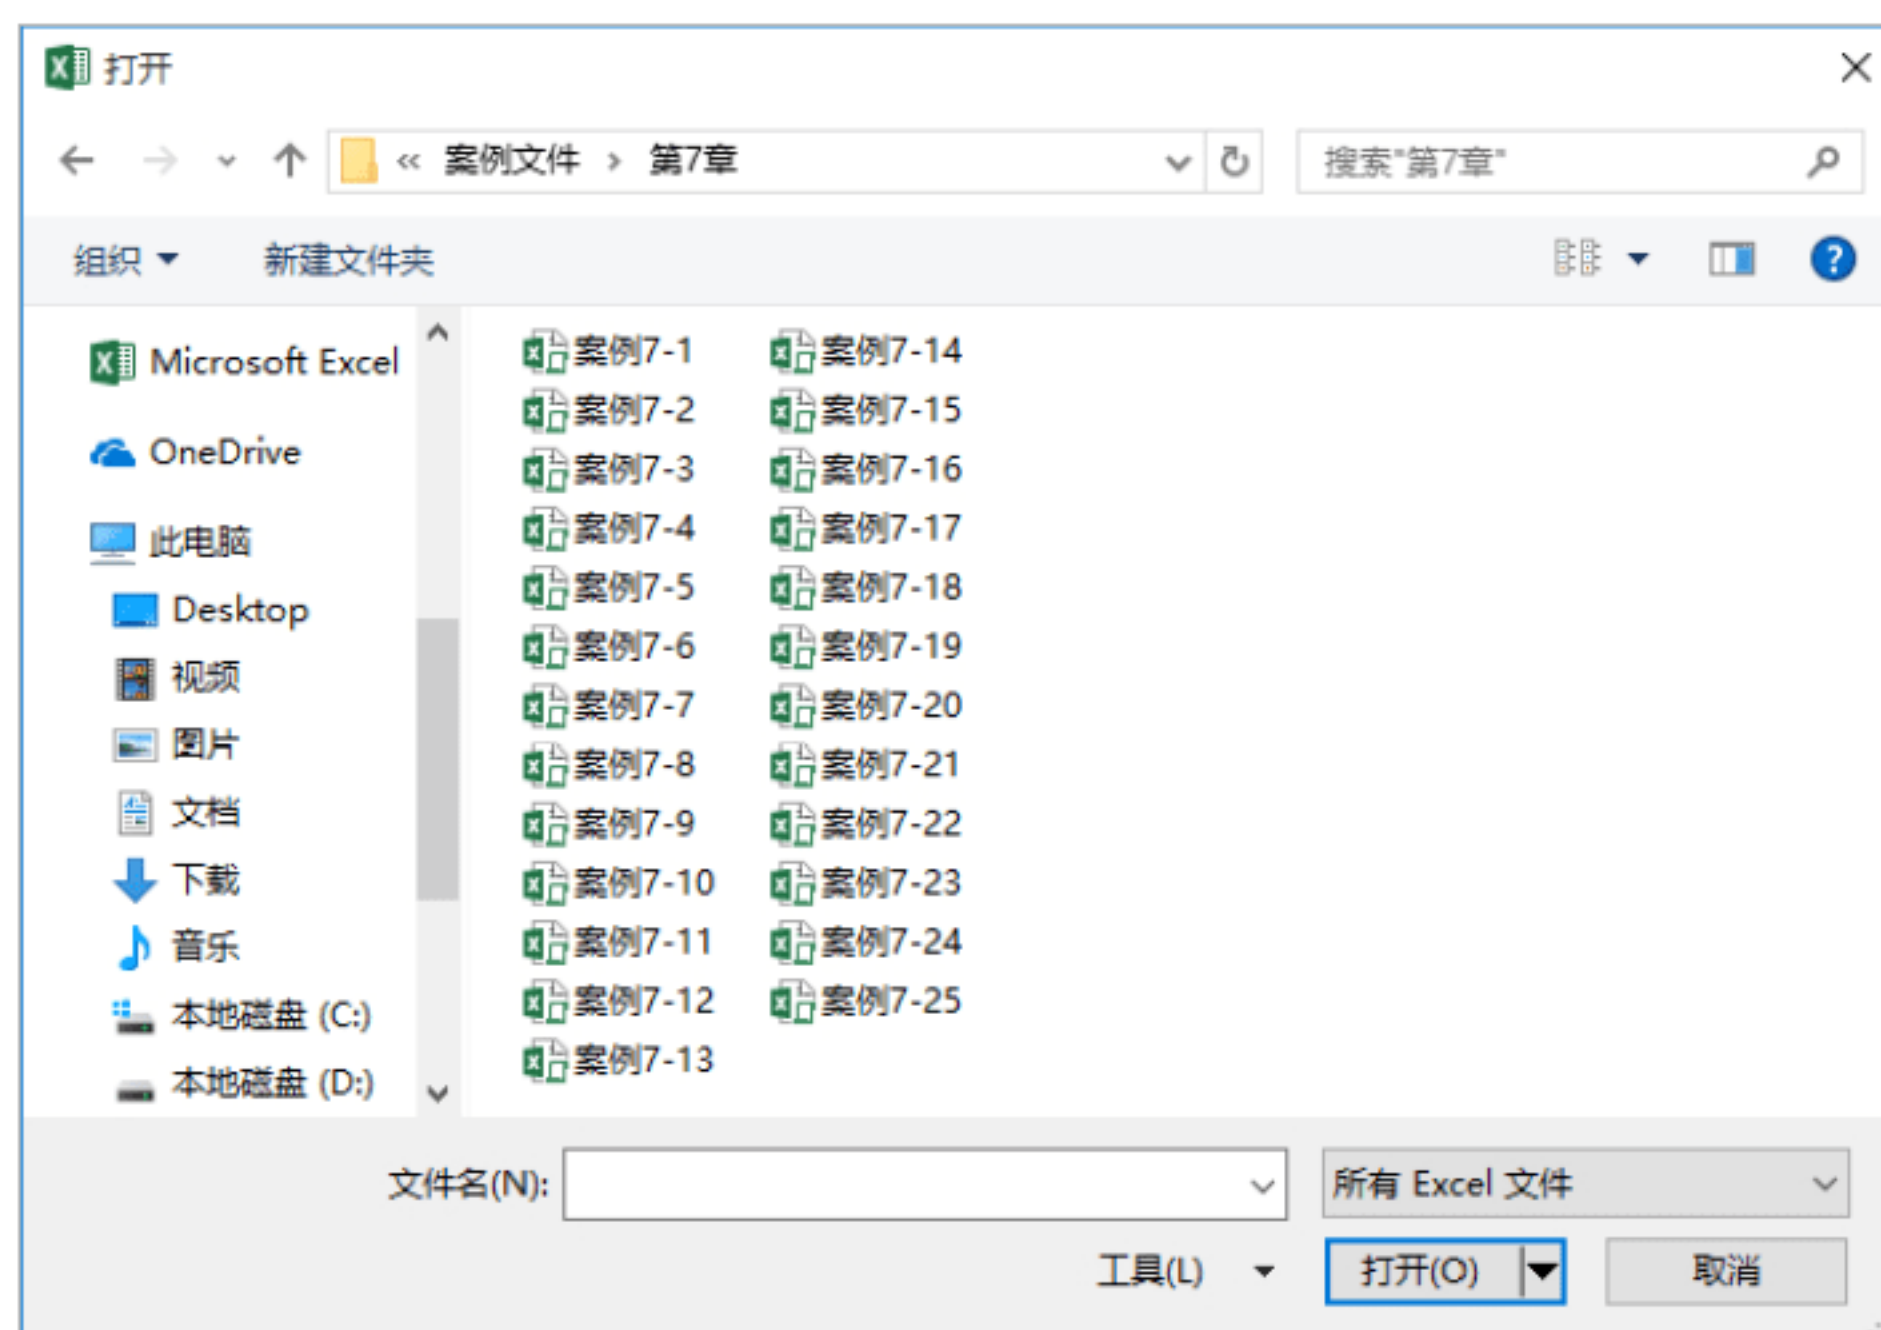 打开
« 案例文件 › 第7章
搜索"第7章"
组织
新建文件夹
Microsoft Excel
OneDrive
此电脑
Desktop
视频
图片
文档
下载
音乐
本地磁盘 (C:)
本地磁盘 (D:)
案例7-1
案例7-2
案例7-3
案例7-4
案例7-5
案例7-6
案例7-7
案例7-8
案例7-9
案例7-10
案例7-11
案例7-12
案例7-13
案例7-14
案例7-15
案例7-16
案例7-17
案例7-18
案例7-19
案例7-20
案例7-21
案例7-22
案例7-23
案例7-24
案例7-25
文件名(N):
所有 Excel 文件
工具(L)
打开(O)
取消